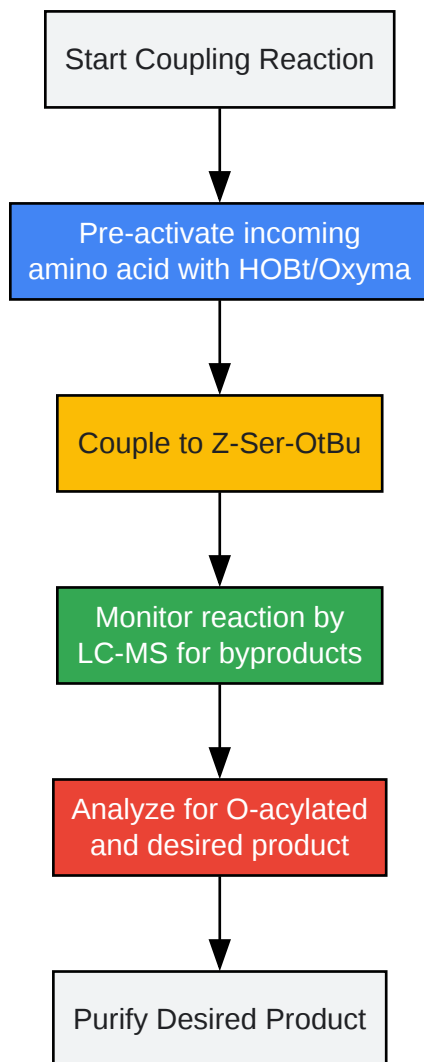 Start Coupling Reaction
Pre-activate incoming
amino acid with HOBt/Oxyma
Couple to Z-Ser-OtBu
Monitor reaction by
LC-MS for byproducts
Analyze for O-acylated
and desired product
Purify Desired Product